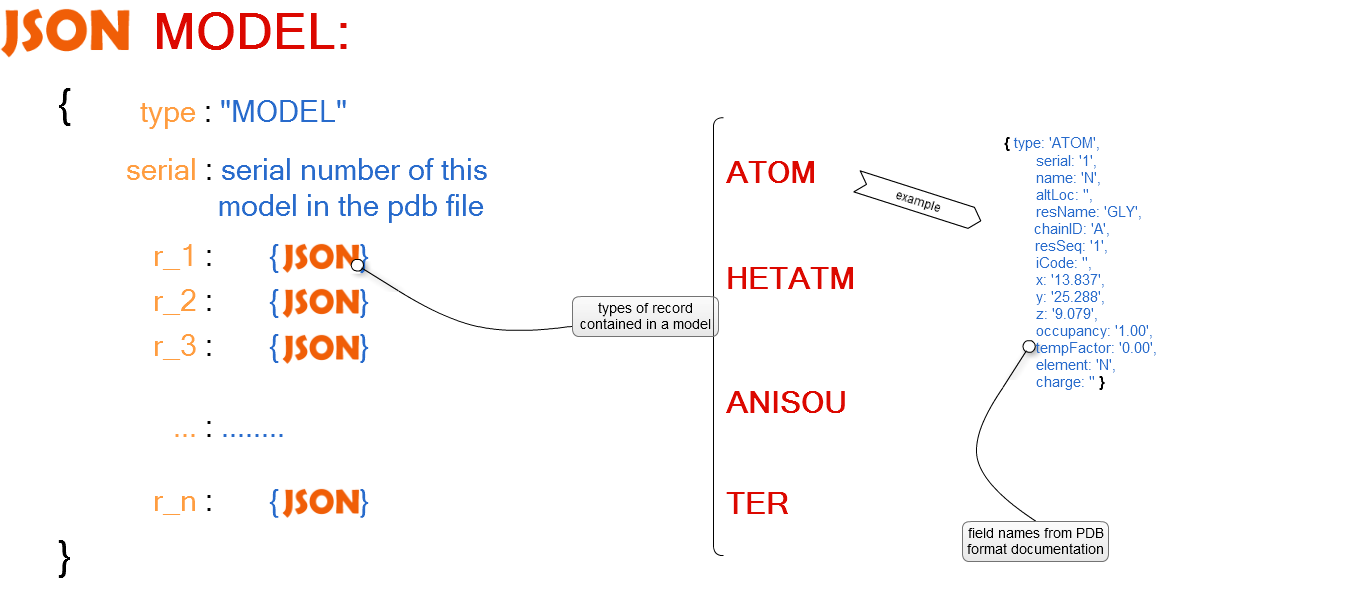 JSON MODEL:
{ type : "MODEL"
serial : serial number of this
model in the pdb file
r_1 : {JSON}
r_2 : {JSON}
r_3 : {JSON}
... : ........
r_n : {JSON}
}
types of record
contained in a model
ATOM
HETATM
ANISOU
TER
example
{ type: 'ATOM',
serial: '1',
name: 'N',
altLoc: '',
resName: 'GLY',
chainID: 'A',
resSeq: '1',
iCode: '',
x: '13.837',
y: '25.288',
z: '9.079',
occupancy: '1.00',
tempFactor: '0.00',
element: 'N',
charge: '' }
field names from PDB
format documentation